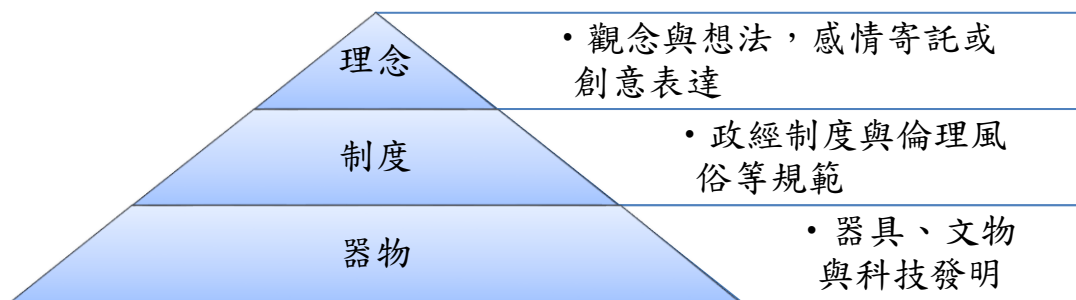 理念
•觀念與想法，感情寄託或
創意表達
制度
•政經制度與倫理風
俗等規範
器物
•器具、文物
與科技發明